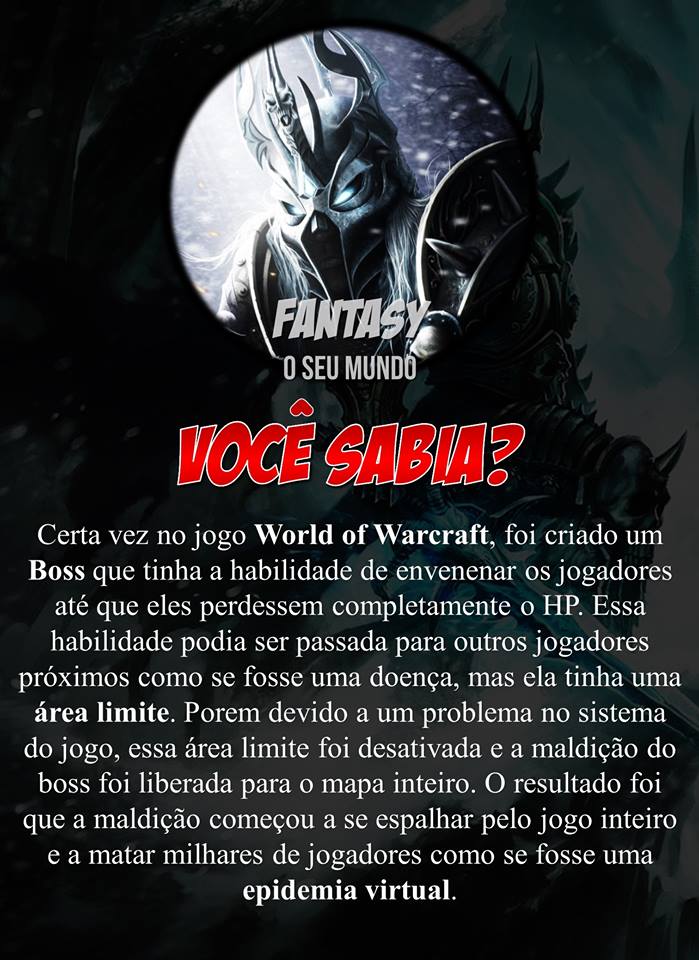 FANTASY
O SEU MUNDO
VOCÊ SABIA?
Certa vez no jogo World of Warcraft, foi criado um
Boss que tinha a habilidade de envenenar os jogadores
até que eles perdessem completamente o HP. Essa
habilidade podia ser passada para outros jogadores
próximos como se fosse uma doença, mas ela tinha uma
área limite. Porem devido a um problema no sistema
do jogo, essa área limite foi desativada e a maldição do
boss foi liberada para o mapa inteiro. O resultado foi
que a maldição começou a se espalhar pelo jogo inteiro
e a matar milhares de jogadores como se fosse uma
epidemia virtual.